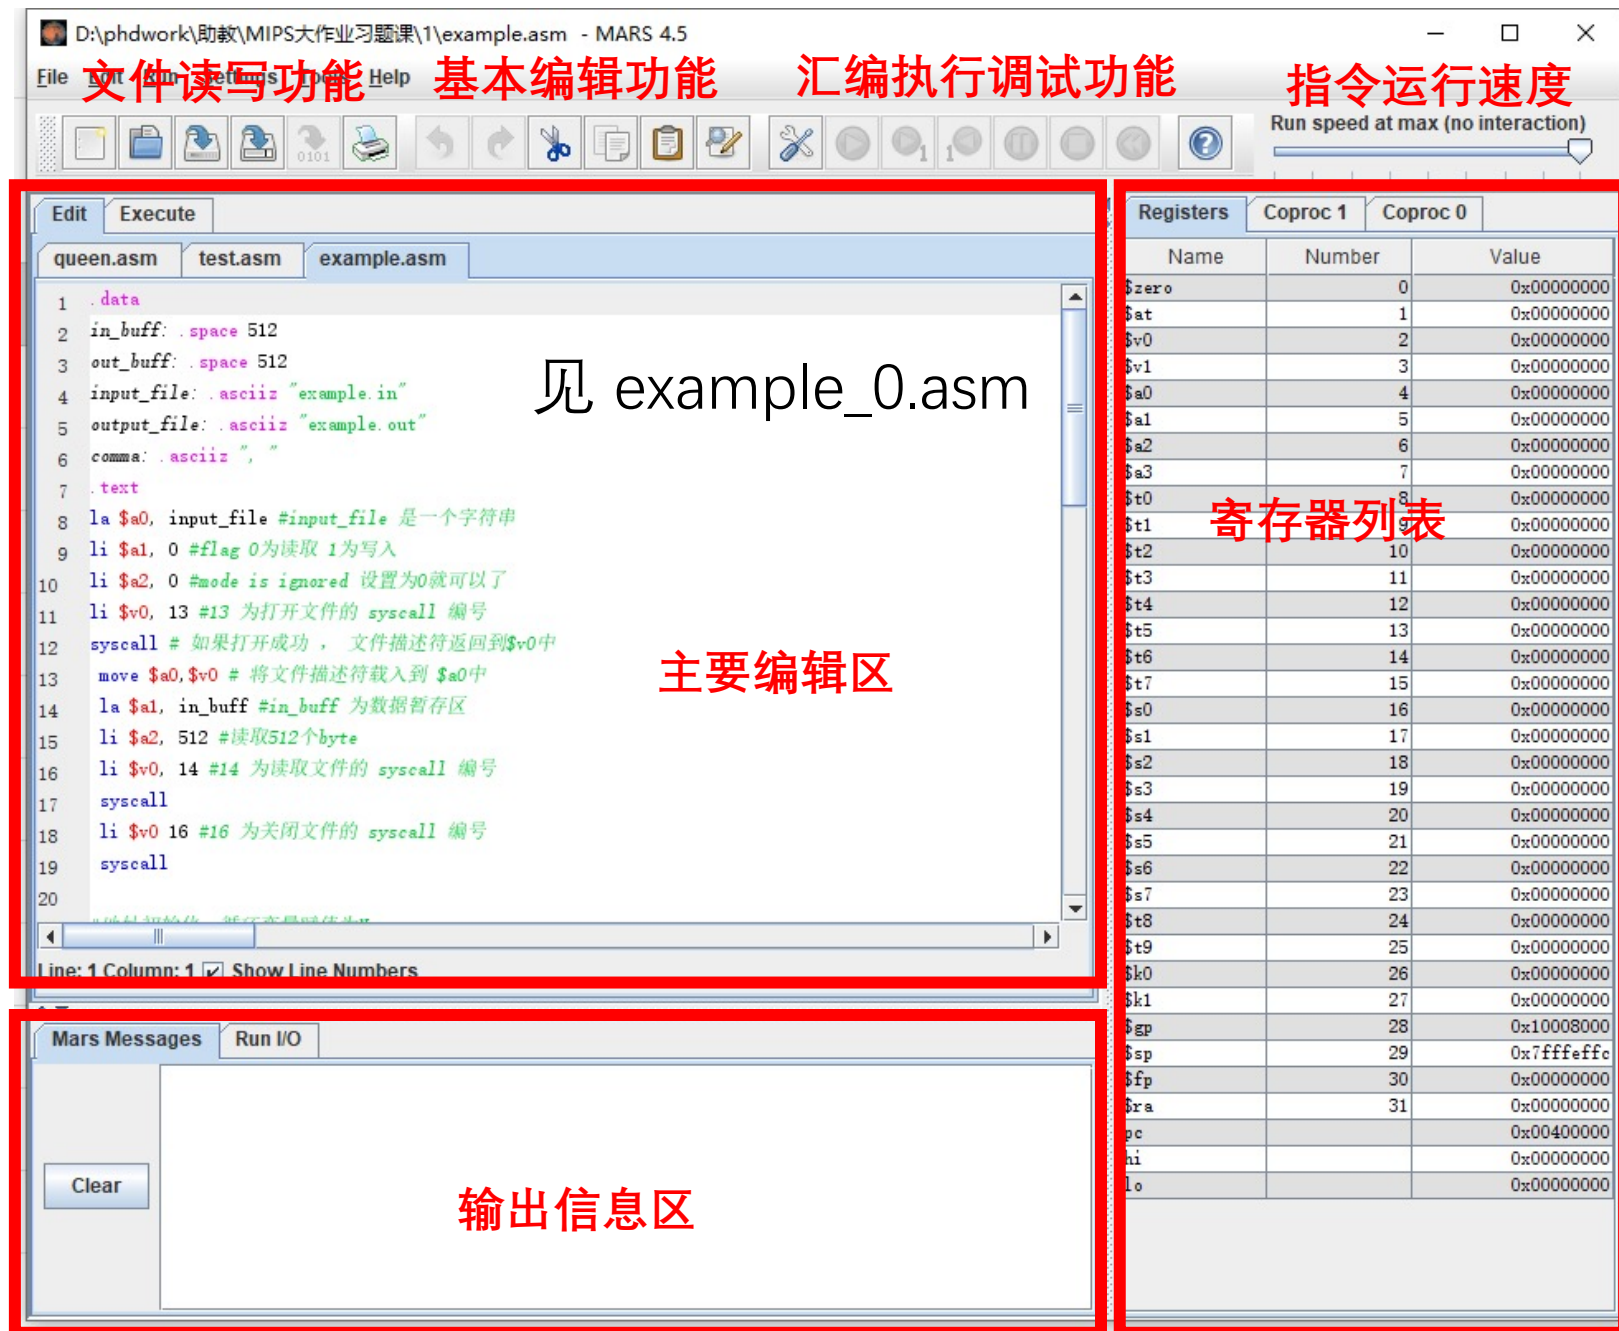 D:\phdwork\助教\MIPS大作业习题课\1\example.asm - MARS 4.5
File Edit Run Settings Tools Help
文件读写功能
基本编辑功能
汇编执行调试功能
指令运行速度
Run speed at max (no interaction)
Edit Execute
queen.asm test.asm example.asm
1 .data
2 in_buff: .space 512
3 out_buff: .space 512
4 input_file: .asciiz "example.in"
5 output_file: .asciiz "example.out"
6 comma: .asciiz ", "
7 .text
8 la $a0, input_file #input_file 是一个字符串
9 li $a1, 0 #flag 0为读取 1为写入
10 li $a2, 0 #mode is ignored 设置为0就可以了
11 li $v0, 13 #13 为打开文件的 syscall 编号
12 syscall # 如果打开成功 ， 文件描述符返回到$v0中
13 move $a0,$v0 # 将文件描述符载入到 $a0中
14 la $a1, in_buff #in_buff 为数据暂存区
15 li $a2, 512 #读取512个byte
16 li $v0, 14 #14 为读取文件的 syscall 编号
17 syscall
18 li $v0 16 #16 为关闭文件的 syscall 编号
19 syscall
20
见 example_0.asm
主要编辑区
Line: 1 Column: 1 Show Line Numbers
Mars Messages Run I/O
Clear
输出信息区
Registers Coproc 1 Coproc 0
Name Number Value
$zero 0 0x00000000
$at 1 0x00000000
$v0 2 0x00000000
$v1 3 0x00000000
$a0 4 0x00000000
$a1 5 0x00000000
$a2 6 0x00000000
$a3 7 0x00000000
$t0 8 0x00000000
$t1 9 0x00000000
$t2 10 0x00000000
$t3 11 0x00000000
$t4 12 0x00000000
$t5 13 0x00000000
$t6 14 0x00000000
$t7 15 0x00000000
$s0 16 0x00000000
$s1 17 0x00000000
$s2 18 0x00000000
$s3 19 0x00000000
$s4 20 0x00000000
$s5 21 0x00000000
$s6 22 0x00000000
$s7 23 0x00000000
$t8 24 0x00000000
$t9 25 0x00000000
$k0 26 0x00000000
$k1 27 0x00000000
$gp 28 0x10008000
$sp 29 0x7fffeffc
$fp 30 0x00000000
$ra 31 0x00000000
pc 0x00400000
hi 0x00000000
lo 0x00000000
寄存器列表